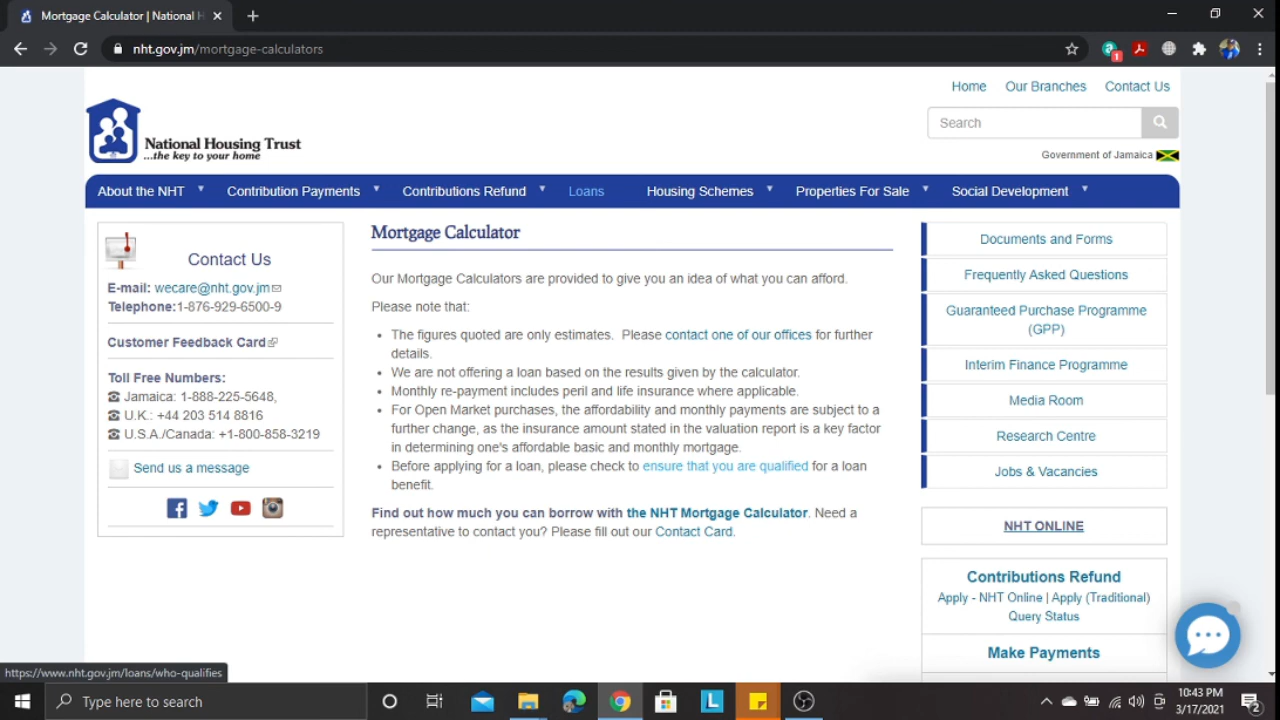 Mortgage Calculator | National H
nht.gov.jm/mortgage-calculators
1
Home
Our Branches
Contact Us
Search
National Housing Trust
...the key to your home
Government of Jamaica
About the NHT
Contribution Payments
Contributions Refund
Loans
Housing Schemes
Properties For Sale
Social Development
Contact Us
E-mail: wecare@nht.gov.jm
Telephone:1-876-929-6500-9
Customer Feedback Card
Toll Free Numbers:
Jamaica: 1-888-225-5648,
U.K.: +44 203 514 8816
U.S.A./Canada: +1-800-858-3219
Send us a message
Mortgage Calculator
Our Mortgage Calculators are provided to give you an idea of what you can afford.
Please note that:
• The figures quoted are only estimates.  Please contact one of our offices for further
details.
• We are not offering a loan based on the results given by the calculator.
• Monthly re-payment includes peril and life insurance where applicable.
• For Open Market purchases, the affordability and monthly payments are subject to a
further change, as the insurance amount stated in the valuation report is a key factor
in determining one's affordable basic and monthly mortgage.
• Before applying for a loan, please check to ensure that you are qualified for a loan
benefit.
Find out how much you can borrow with the NHT Mortgage Calculator. Need a
representative to contact you? Please fill out our Contact Card.
Documents and Forms
Frequently Asked Questions
Guaranteed Purchase Programme
(GPP)
Interim Finance Programme
Media Room
Research Centre
Jobs & Vacancies
NHT ONLINE
Contributions Refund
Apply - NHT Online | Apply (Traditional)
Query Status
Make Payments
https://www.nht.gov.jm/loans/who-qualifies
Type here to search
L
10:43 PM
3/17/2021
2